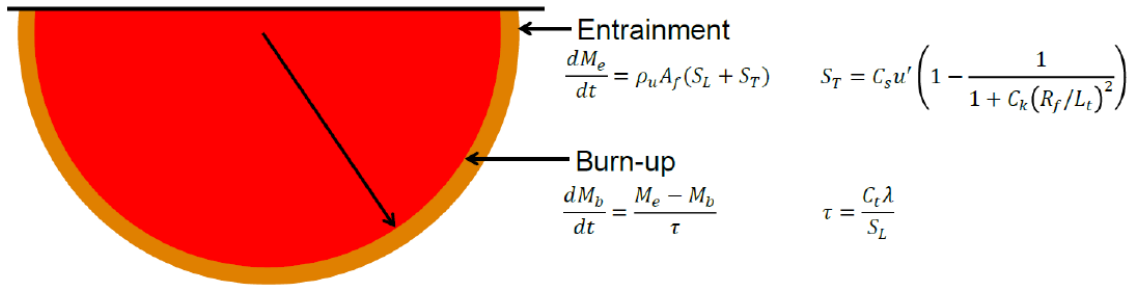 Entrainment
dM_e/dt = ρ_u A_f (S_L + S_T)    S_T = C_s u′ (1 − 1/(1 + C_k (R_f/L_t)^2))
Burn-up
dM_b/dt = (M_e − M_b)/τ    τ = C_t λ/S_L